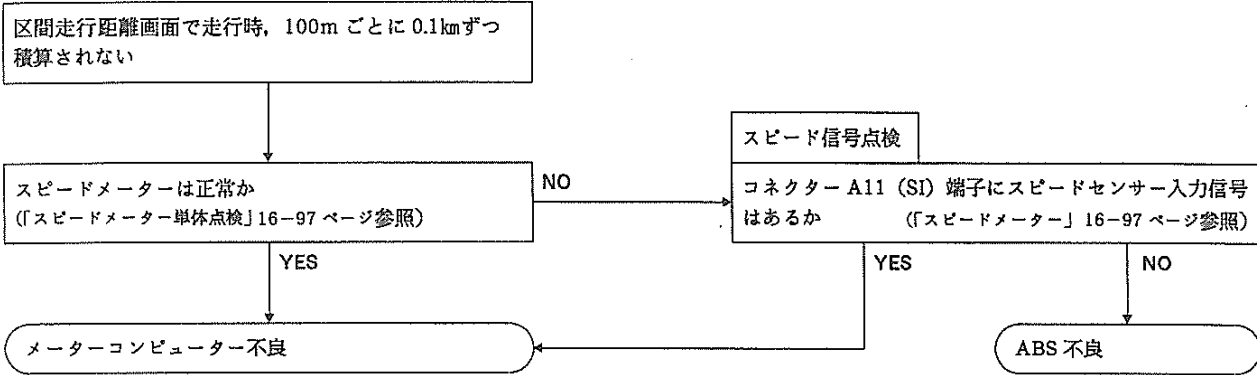 区間走行距離画面で走行時，100m ごとに 0.1㎞ずつ
積算されない
スピードメーターは正常か
(「スピードメーター単体点検」16−97 ページ参照)
NO
スピード信号点検
コネクター A11（SI）端子にスピードセンサー入力信号
はあるか （「スピードメーター」16−97 ページ参照）
YES
YES
NO
メーターコンピューター不良
ABS 不良